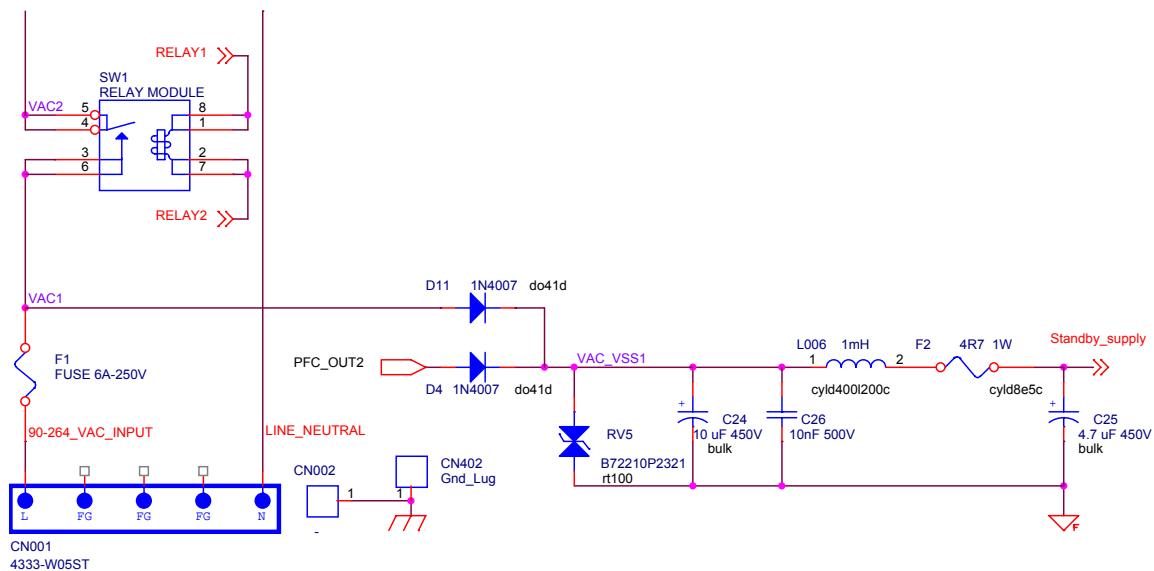 RELAY1
SW1
RELAY MODULE
VAC2
5
8
4
1
3
2
6
7
RELAY2
D11 1N4007 do41d
VAC1
PFC_OUT2
D4 1N4007 do41d
VAC_VSS1
L006 1mH
1 2
cyld400l200c
F2 4R7 1W
cyld8e5c
Standby_supply
F1
FUSE 6A-250V
RV5
B72210P2321
rt100
+
C24
10 uF 450V
bulk
C26
10nF 500V
+
C25
4.7 uF 450V
bulk
90-264_VAC_INPUT
LINE_NEUTRAL
CN002
1
-
CN402
Gnd_Lug
1
L FG FG FG N
F
CN001
4333-W05ST